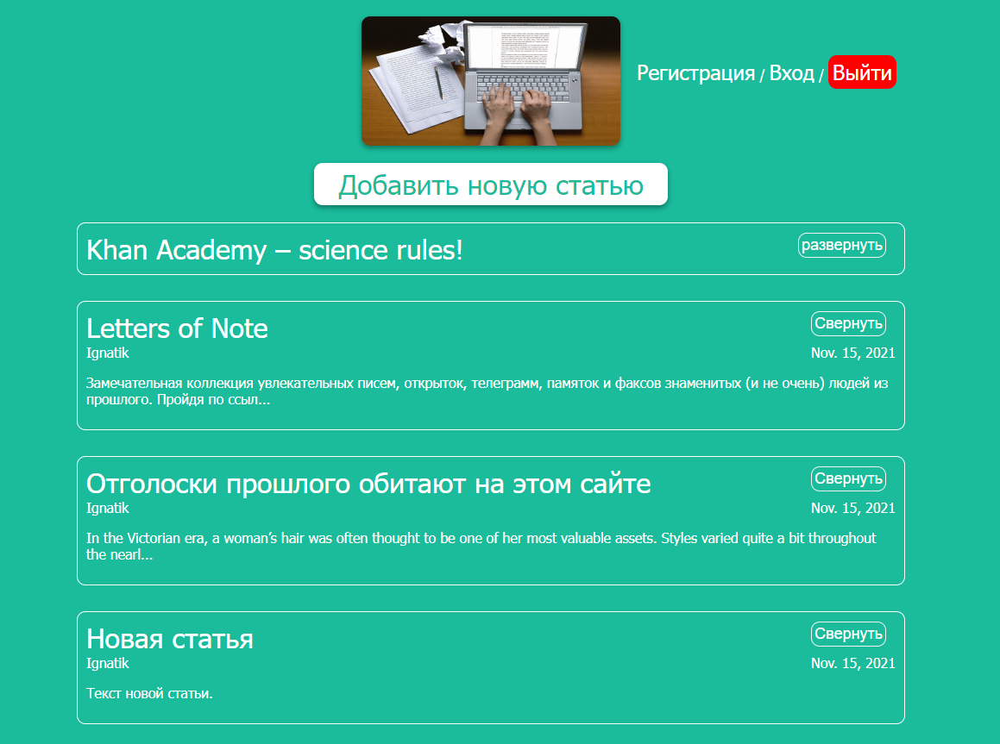 Регистрация / Вход / Выйти
Добавить новую статью
Khan Academy – science rules!
развернуть
Letters of Note
Свернуть
Ignatik
Nov. 15, 2021
Замечательная коллекция увлекательных писем, открыток, телеграмм, памяток и факсов знаменитых (и не очень) людей из
прошлого. Пройдя по ссыл...
Отголоски прошлого обитают на этом сайте
Свернуть
Ignatik
Nov. 15, 2021
In the Victorian era, a woman’s hair was often thought to be one of her most valuable assets. Styles varied quite a bit throughout
the nearl...
Новая статья
Свернуть
Ignatik
Nov. 15, 2021
Текст новой статьи.